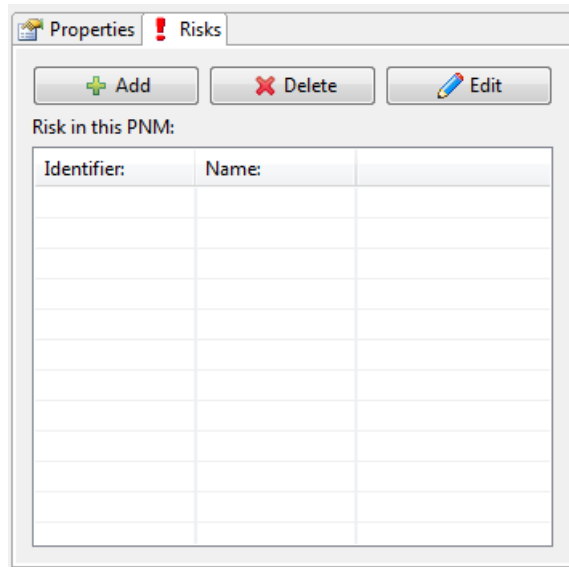 Properties Risks
Add Delete Edit
Risk in this PNM:
Identifier: Name: